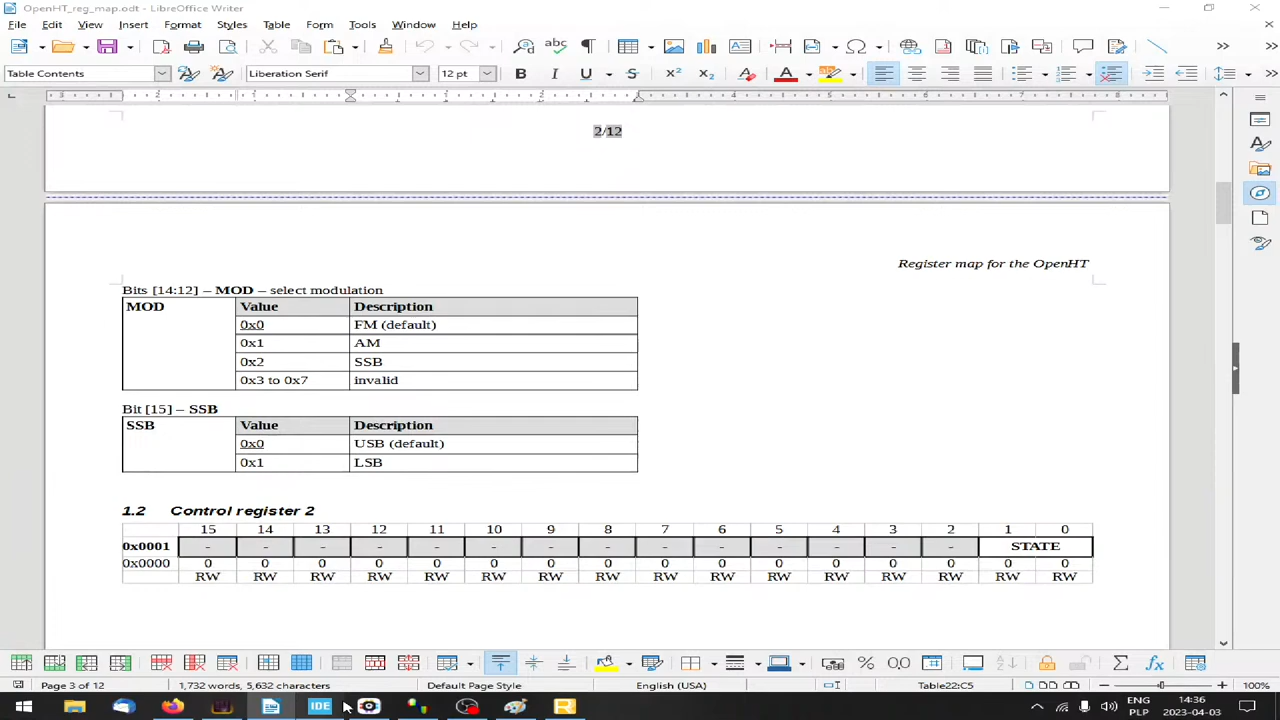 OpenHT_reg_map.odt - LibreOffice Writer
File Edit View Insert Format Styles Table Form Tools Window Help
Table Contents Liberation Serif 12 pt
2/12
Register map for the OpenHT
Bits [14:12] – MOD – select modulation
MOD Value Description
0x0 FM (default)
0x1 AM
0x2 SSB
0x3 to 0x7 invalid
Bit [15] – SSB
SSB Value Description
0x0 USB (default)
0x1 LSB
1.2 Control register 2
15 14 13 12 11 10 9 8 7 6 5 4 3 2 1 0
0x0001 - - - - - - - - - - - - - - STATE
0x0000 0 0 0 0 0 0 0 0 0 0 0 0 0 0 0 0
RW RW RW RW RW RW RW RW RW RW RW RW RW RW RW RW
Page 3 of 12 1,732 words, 5,632 characters Default Page Style English (USA) Table22:C5 100%
IDE
ENG
PLP
14:36
2023-04-03